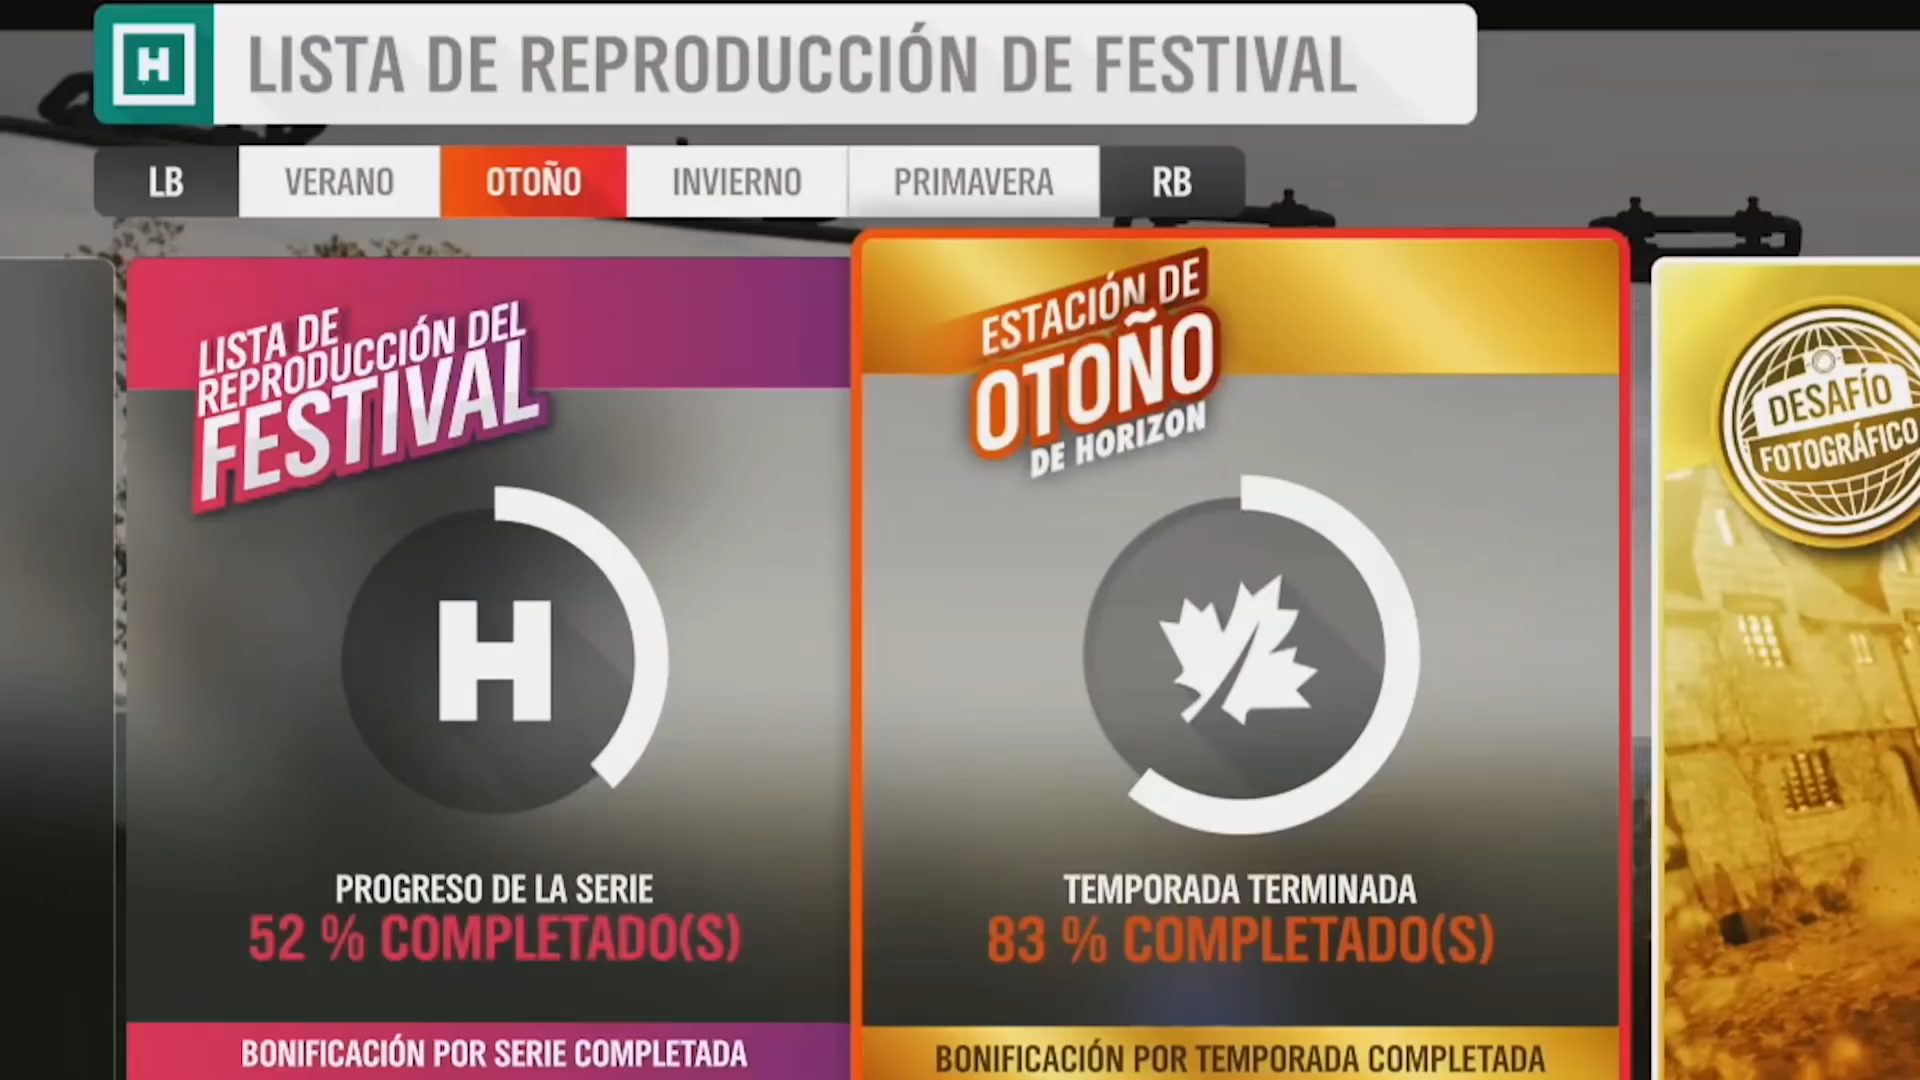 H LISTA DE REPRODUCCIÓN DE FESTIVAL
LB VERANO OTOÑO INVIERNO PRIMAVERA RB
LISTA DE
REPRODUCCIÓN DEL
FESTIVAL
H
PROGRESO DE LA SERIE
52 % COMPLETADO(S)
BONIFICACIÓN POR SERIE COMPLETADA
ESTACIÓN DE
OTOÑO
DE HORIZON
TEMPORADA TERMINADA
83 % COMPLETADO(S)
BONIFICACIÓN POR TEMPORADA COMPLETADA
DESAFÍO
FOTOGRÁFICO